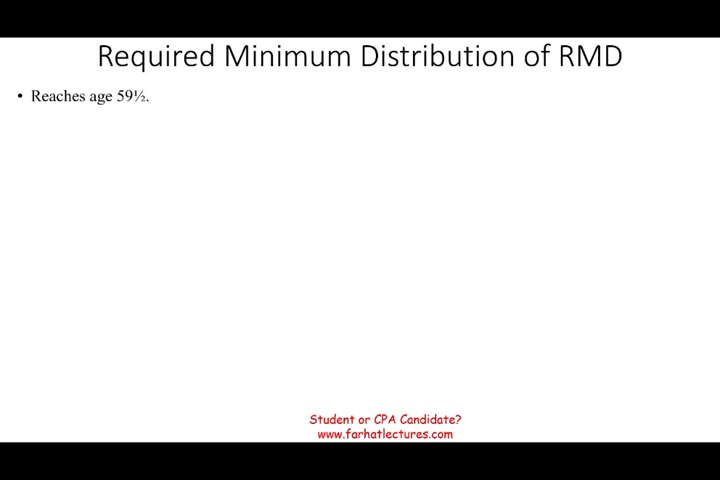 Required Minimum Distribution of RMD
• Reaches age 59½.
Student or CPA Candidate?
www.farhatlectures.com